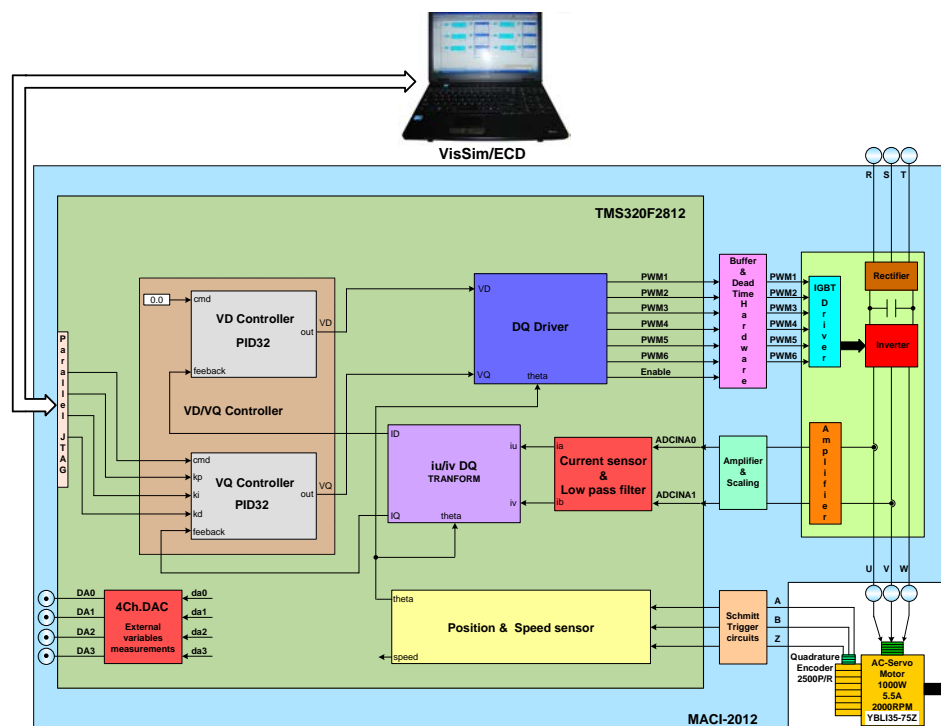 VisSim/ECD
R S T
TMS320F2812
Rectifier
Inverter
Buffer
&
Dead
Time
Hardware
IGBT
Driver
PWM1 PWM1
PWM2 PWM2
PWM3 PWM3
PWM4 PWM4
PWM5 PWM5
PWM6 PWM6
Enable
0.0
cmd
VD Controller
PID32
out
VD
feeback
VD
DQ Driver
VQ
theta
VD/VQ Controller
Parallel JTAG
cmd
kp
ki
kd
feeback
VQ Controller
PID32
out
VQ
ID
IQ
iu/iv DQ
TRANFORM
iu
iv
theta
ia
ib
Current sensor
&
Low pass filter
ADCINA0
ADCINA1
Amplifier
&
Scaling
Amplifier
U V W
DA0
DA1
DA2
DA3
4Ch.DAC
External
variables
measurements
da0
da1
da2
da3
theta
speed
Position & Speed sensor
Schmitt
Trigger
circuits
A
B
Z
Quadrature
Encoder
2500P/R
AC-Servo
Motor
1000W
5.5A
2000RPM
YBLI35-75Z
MACI-2012